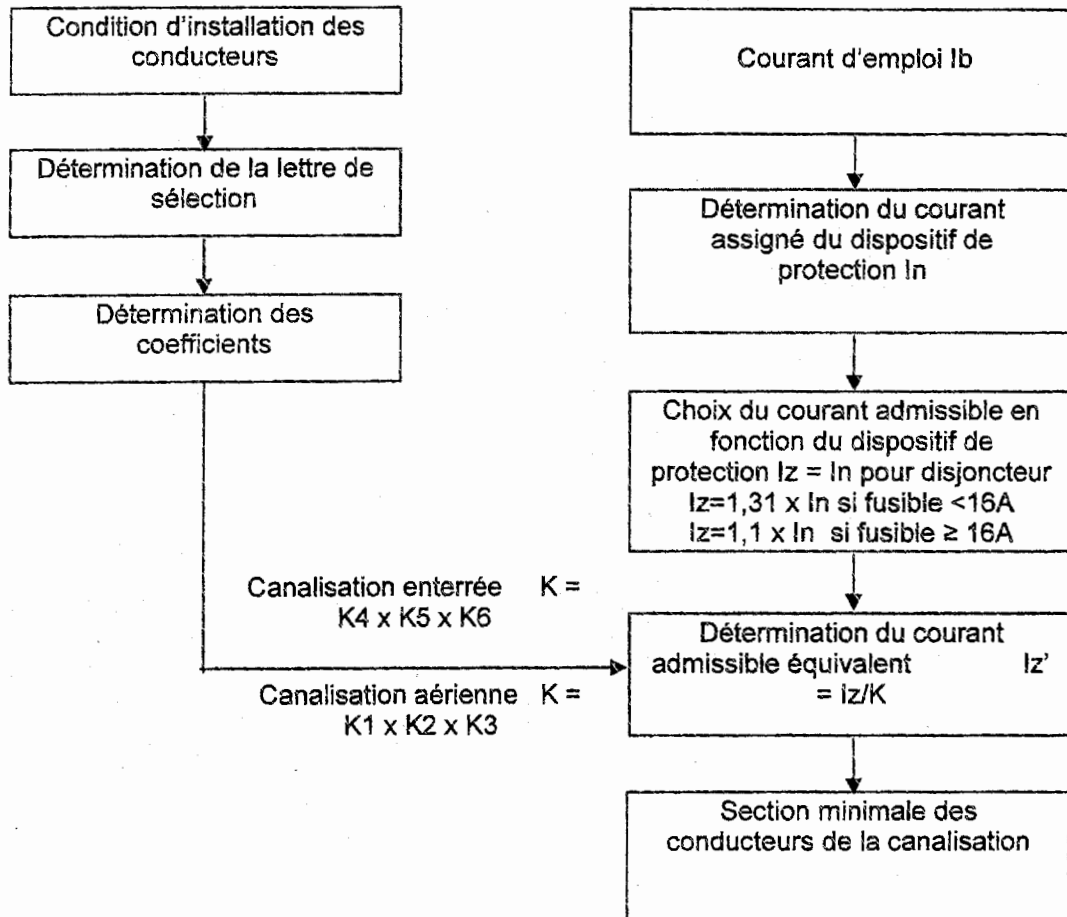 Condition d'installation des
conducteurs
Détermination de la lettre de
sélection
Détermination des
coefficients
Courant d'emploi Ib
Détermination du courant
assigné du dispositif de
protection In
Choix du courant admissible en
fonction du dispositif de
protection Iz = In pour disjoncteur
Iz=1,31 x In si fusible <16A
Iz=1,1 x In si fusible ≥ 16A
Canalisation enterrée K =
K4 x K5 x K6
Canalisation aérienne K =
K1 x K2 x K3
Détermination du courant
admissible équivalent Iz'
= Iz/K
Section minimale des
conducteurs de la canalisation